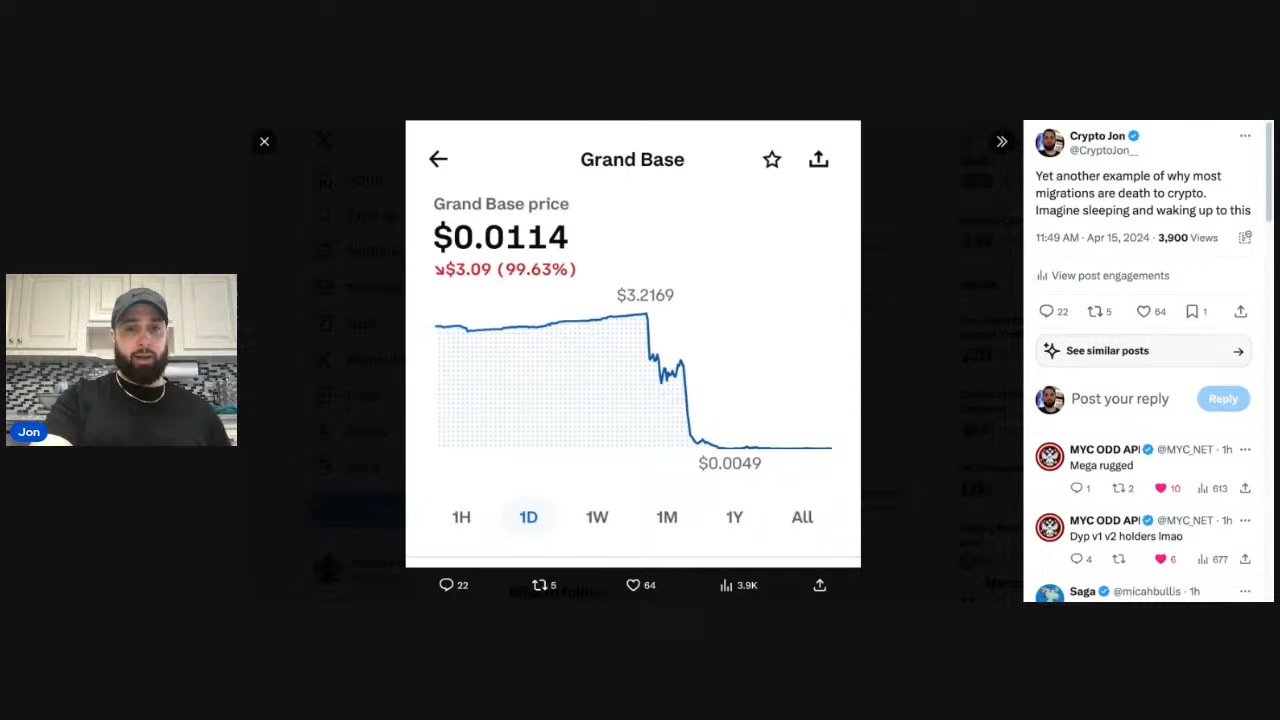 Jon
Grand Base
Grand Base price
$0.0114
↘$3.09 (99.63%)
$3.2169
$0.0049
1H 1D 1W 1M 1Y All
22 5 64 3.9K
Crypto Jon
@CryptoJon__
Yet another example of why most
migrations are death to crypto.
Imagine sleeping and waking up to this
11:49 AM · Apr 15, 2024 · 3,900 Views
View post engagements
22 5 64 1
See similar posts
Post your reply Reply
MYC ODD API @MYC_NET · 1h
Mega rugged
1 2 10 613
MYC ODD API @MYC_NET · 1h
Dyp v1 v2 holders lmao
4 6 677
Saga @micahbullis · 1h